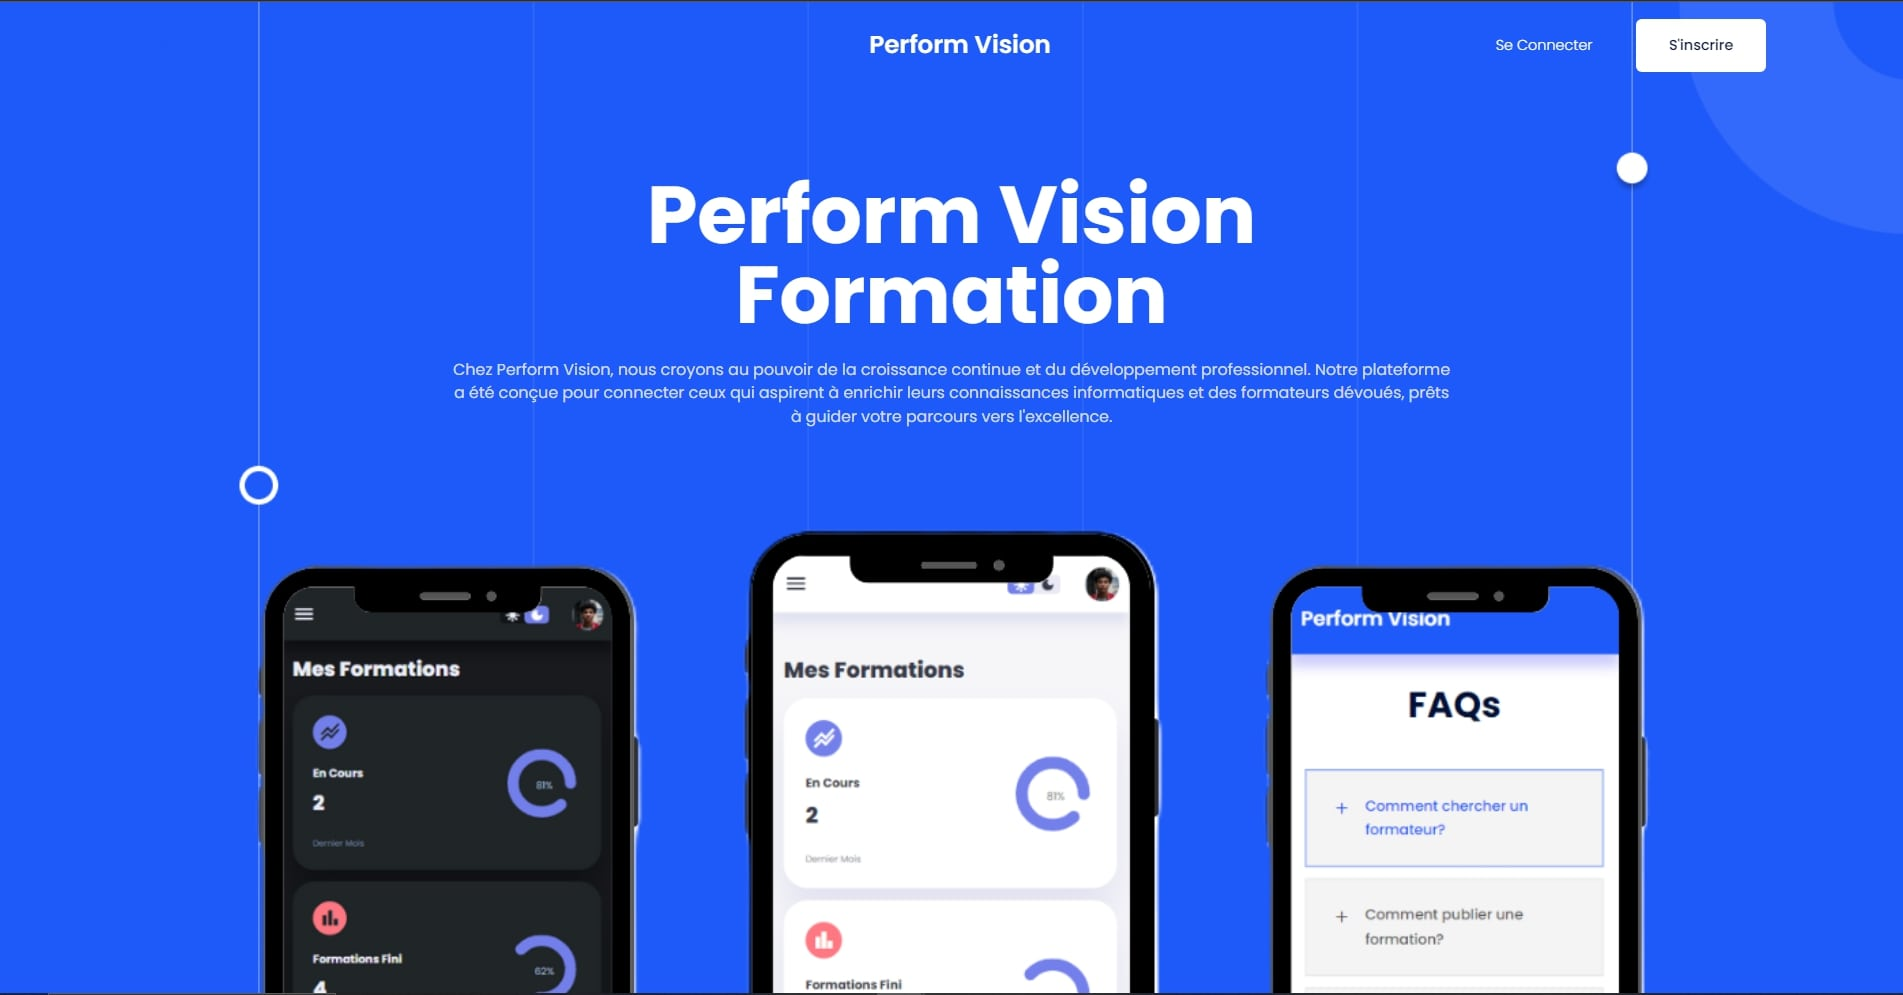 Perform Vision
Se Connecter
S'inscrire
Perform Vision
Formation
Chez Perform Vision, nous croyons au pouvoir de la croissance continue et du développement professionnel. Notre plateforme
a été conçue pour connecter ceux qui aspirent à enrichir leurs connaissances informatiques et des formateurs dévoués, prêts
à guider votre parcours vers l'excellence.
Mes Formations
En Cours
2
81%
Dernier Mois
Formations Fini
4
62%
Mes Formations
En Cours
2
81%
Dernier Mois
Formations Fini
Perform Vision
FAQs
+ Comment chercher un
formateur?
+ Comment publier une
formation?